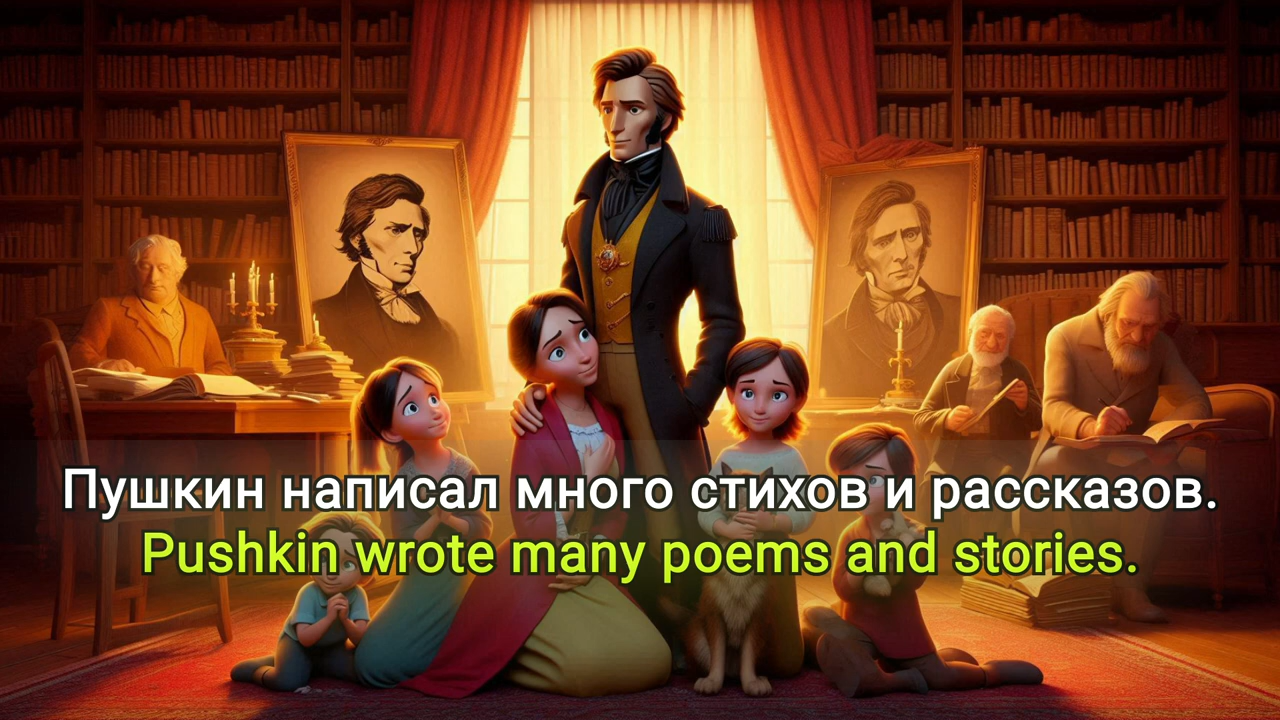 Пушкин написал много стихов и рассказов.
Pushkin wrote many poems and stories.